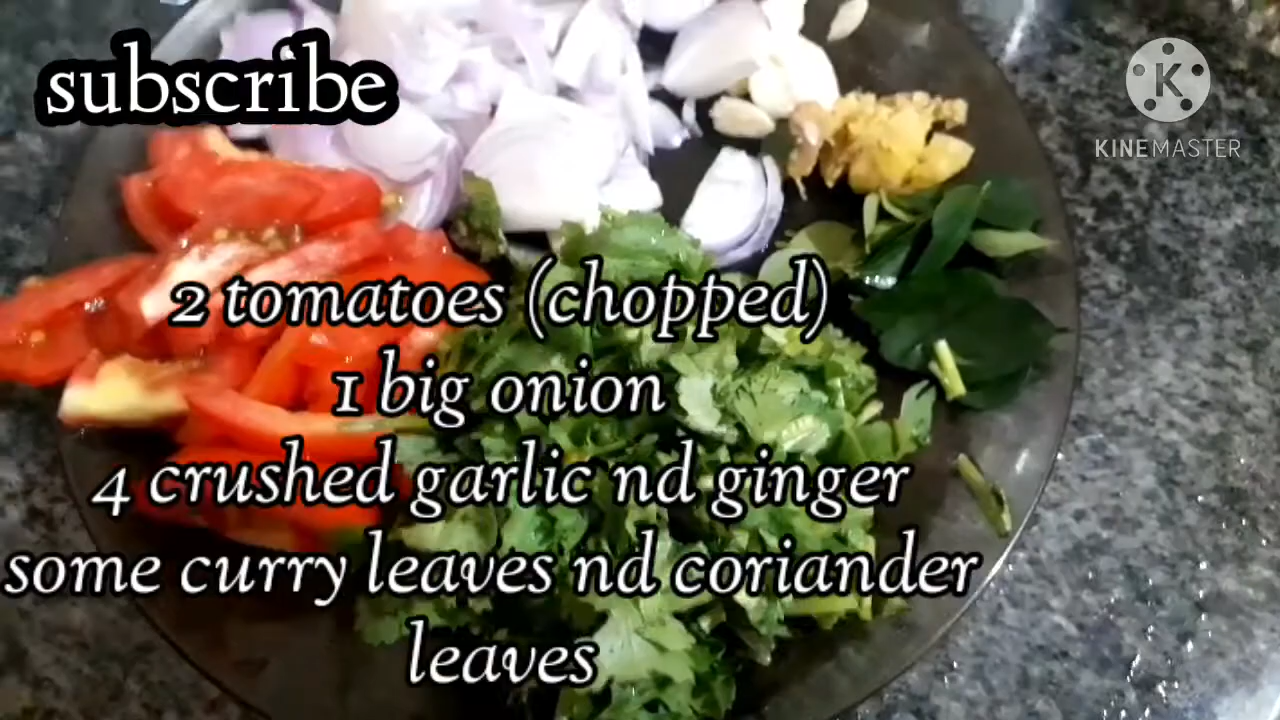 subscribe
K
KINEMASTER
2 tomatoes (chopped)
1 big onion
4 crushed garlic nd ginger
some curry leaves nd coriander
leaves